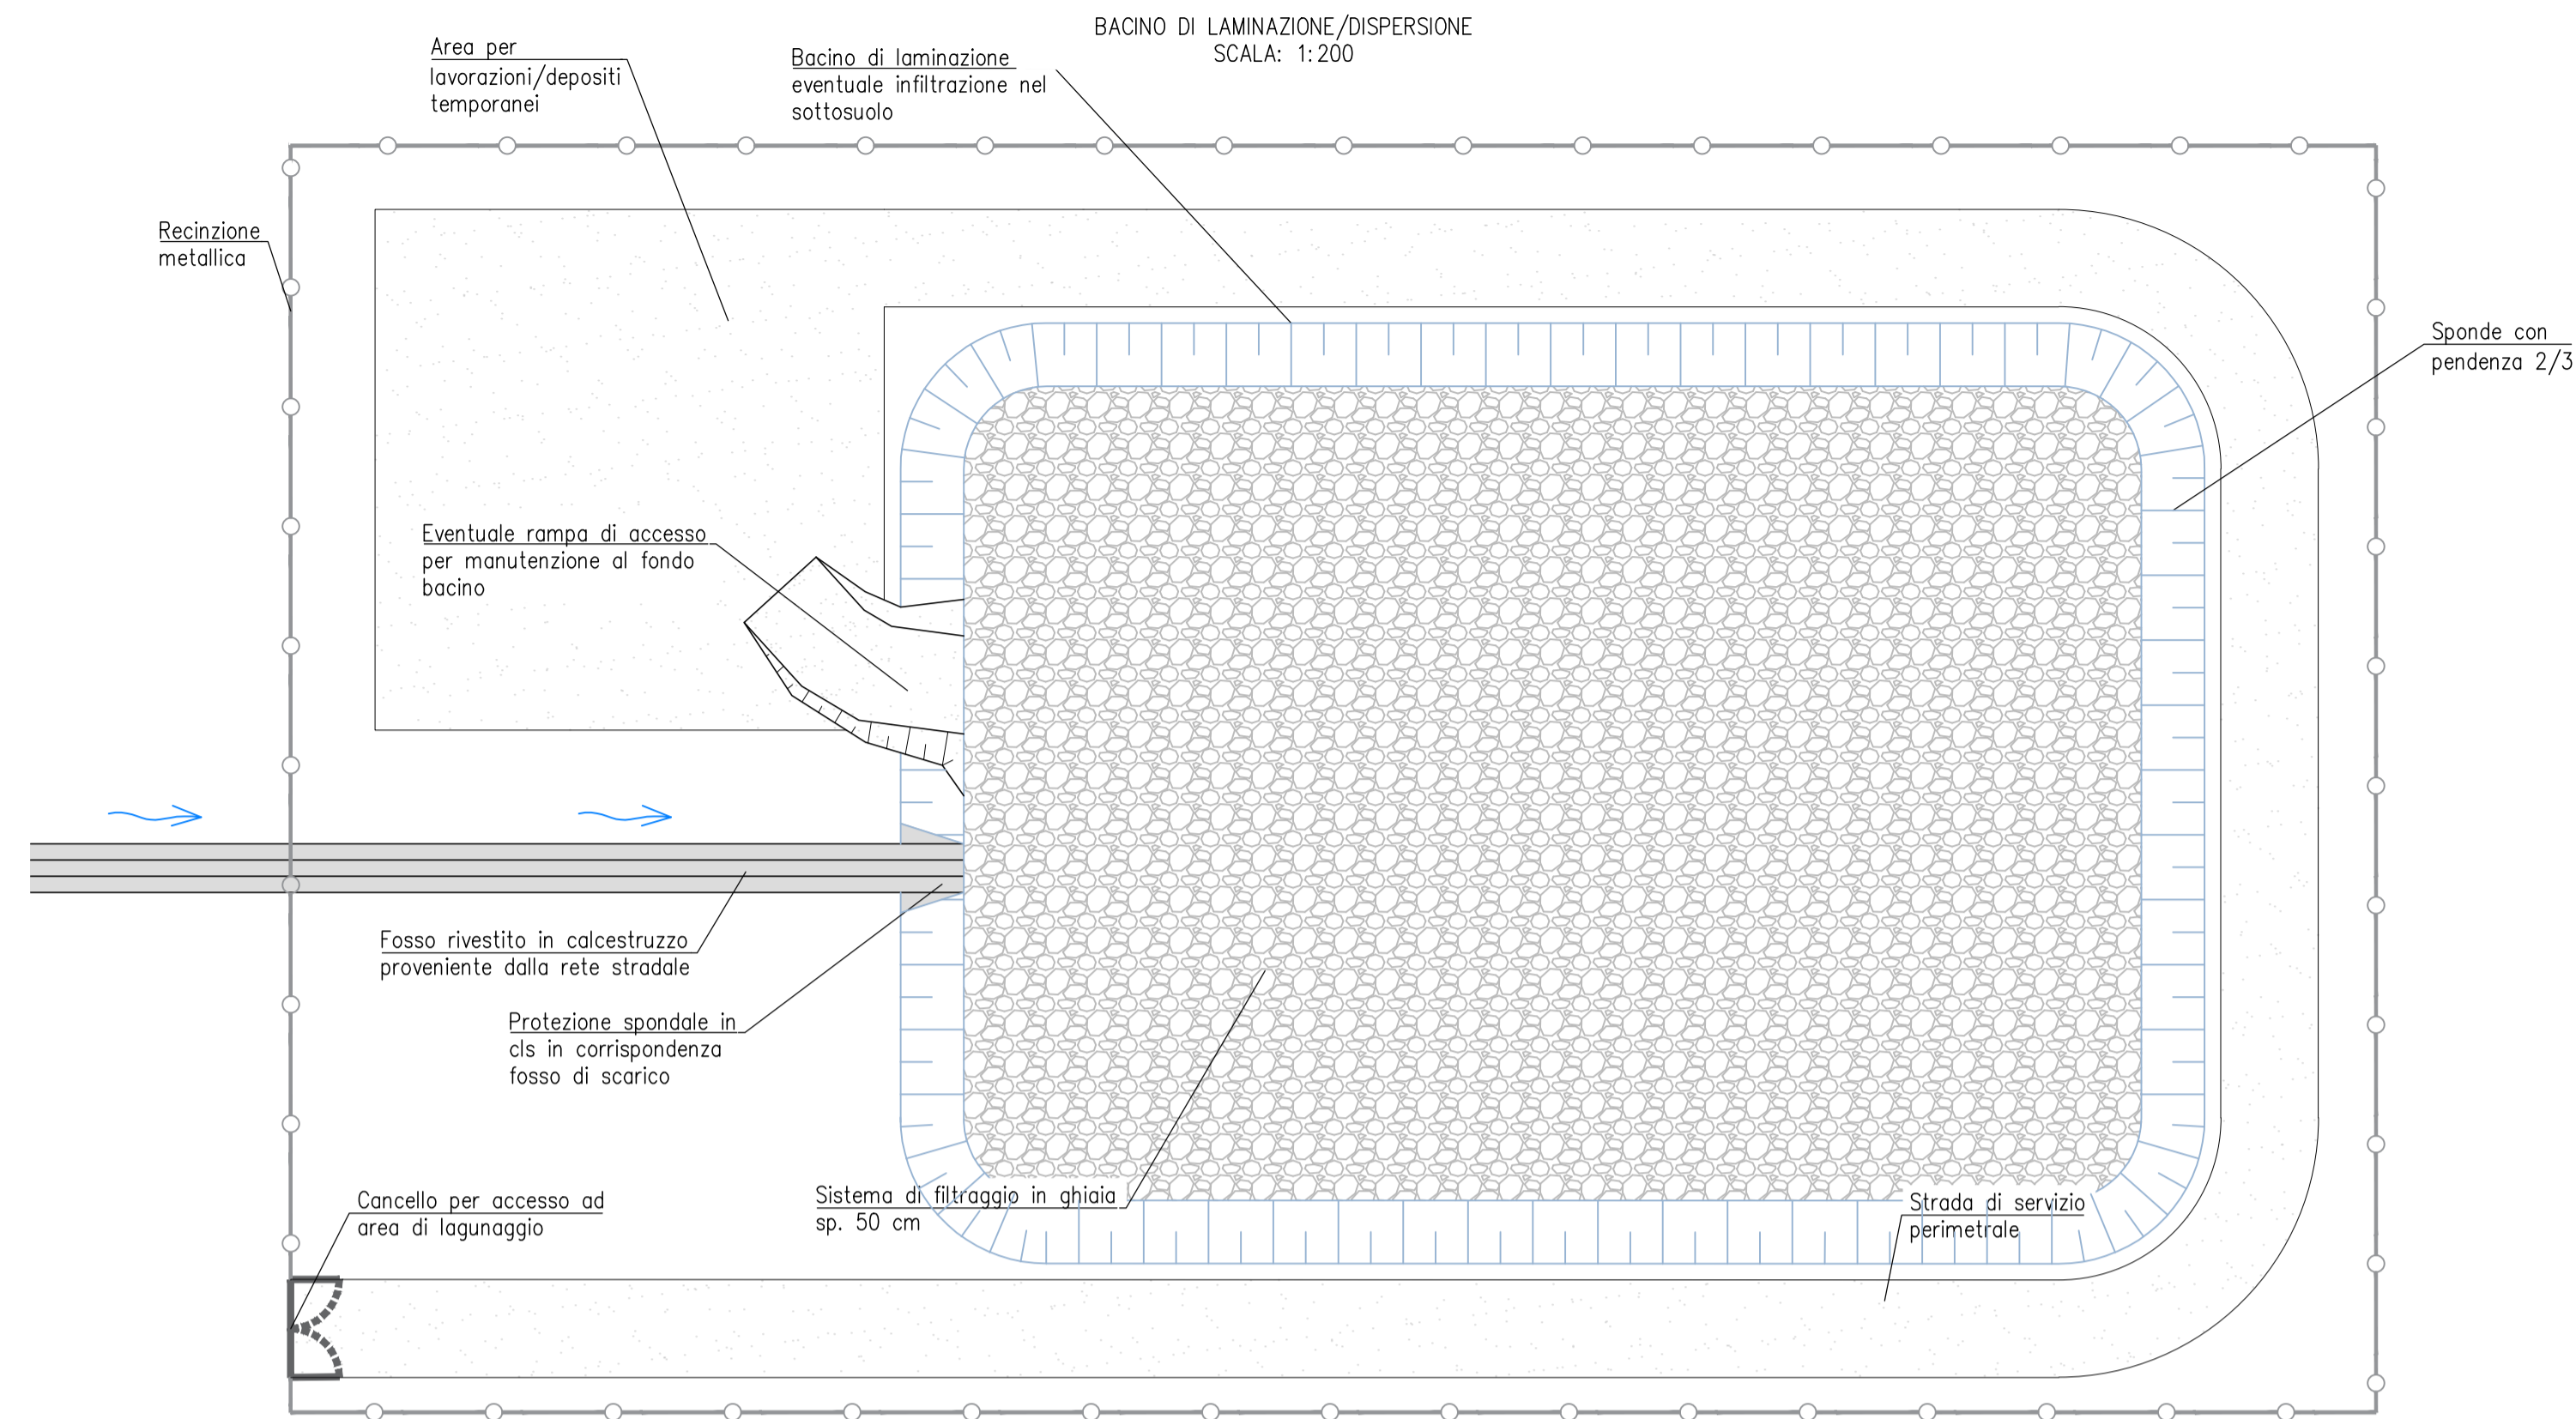 BACINO DI LAMINAZIONE/DISPERSIONE
SCALA: 1:200
Area per
lavorazioni/depositi
temporanei
Bacino di laminazione
eventuale infiltrazione nel
sottosuolo
Recinzione
metallica
Sponde con
pendenza 2/3
Eventuale rampa di accesso
per manutenzione al fondo
bacino
Fosso rivestito in calcestruzzo
proveniente dalla rete stradale
Protezione spondale in
cls in corrispondenza
fosso di scarico
Cancello per accesso ad
area di lagunaggio
Sistema di filtraggio in ghiaia
sp. 50 cm
Strada di servizio
perimetrale